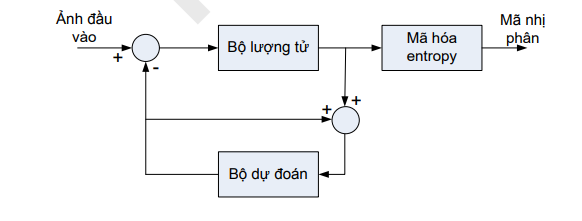 Ảnh đầu
vào
+
-
Bộ lượng tử
Mã hóa
entropy
Mã nhị
phân
+
+
Bộ dự đoán